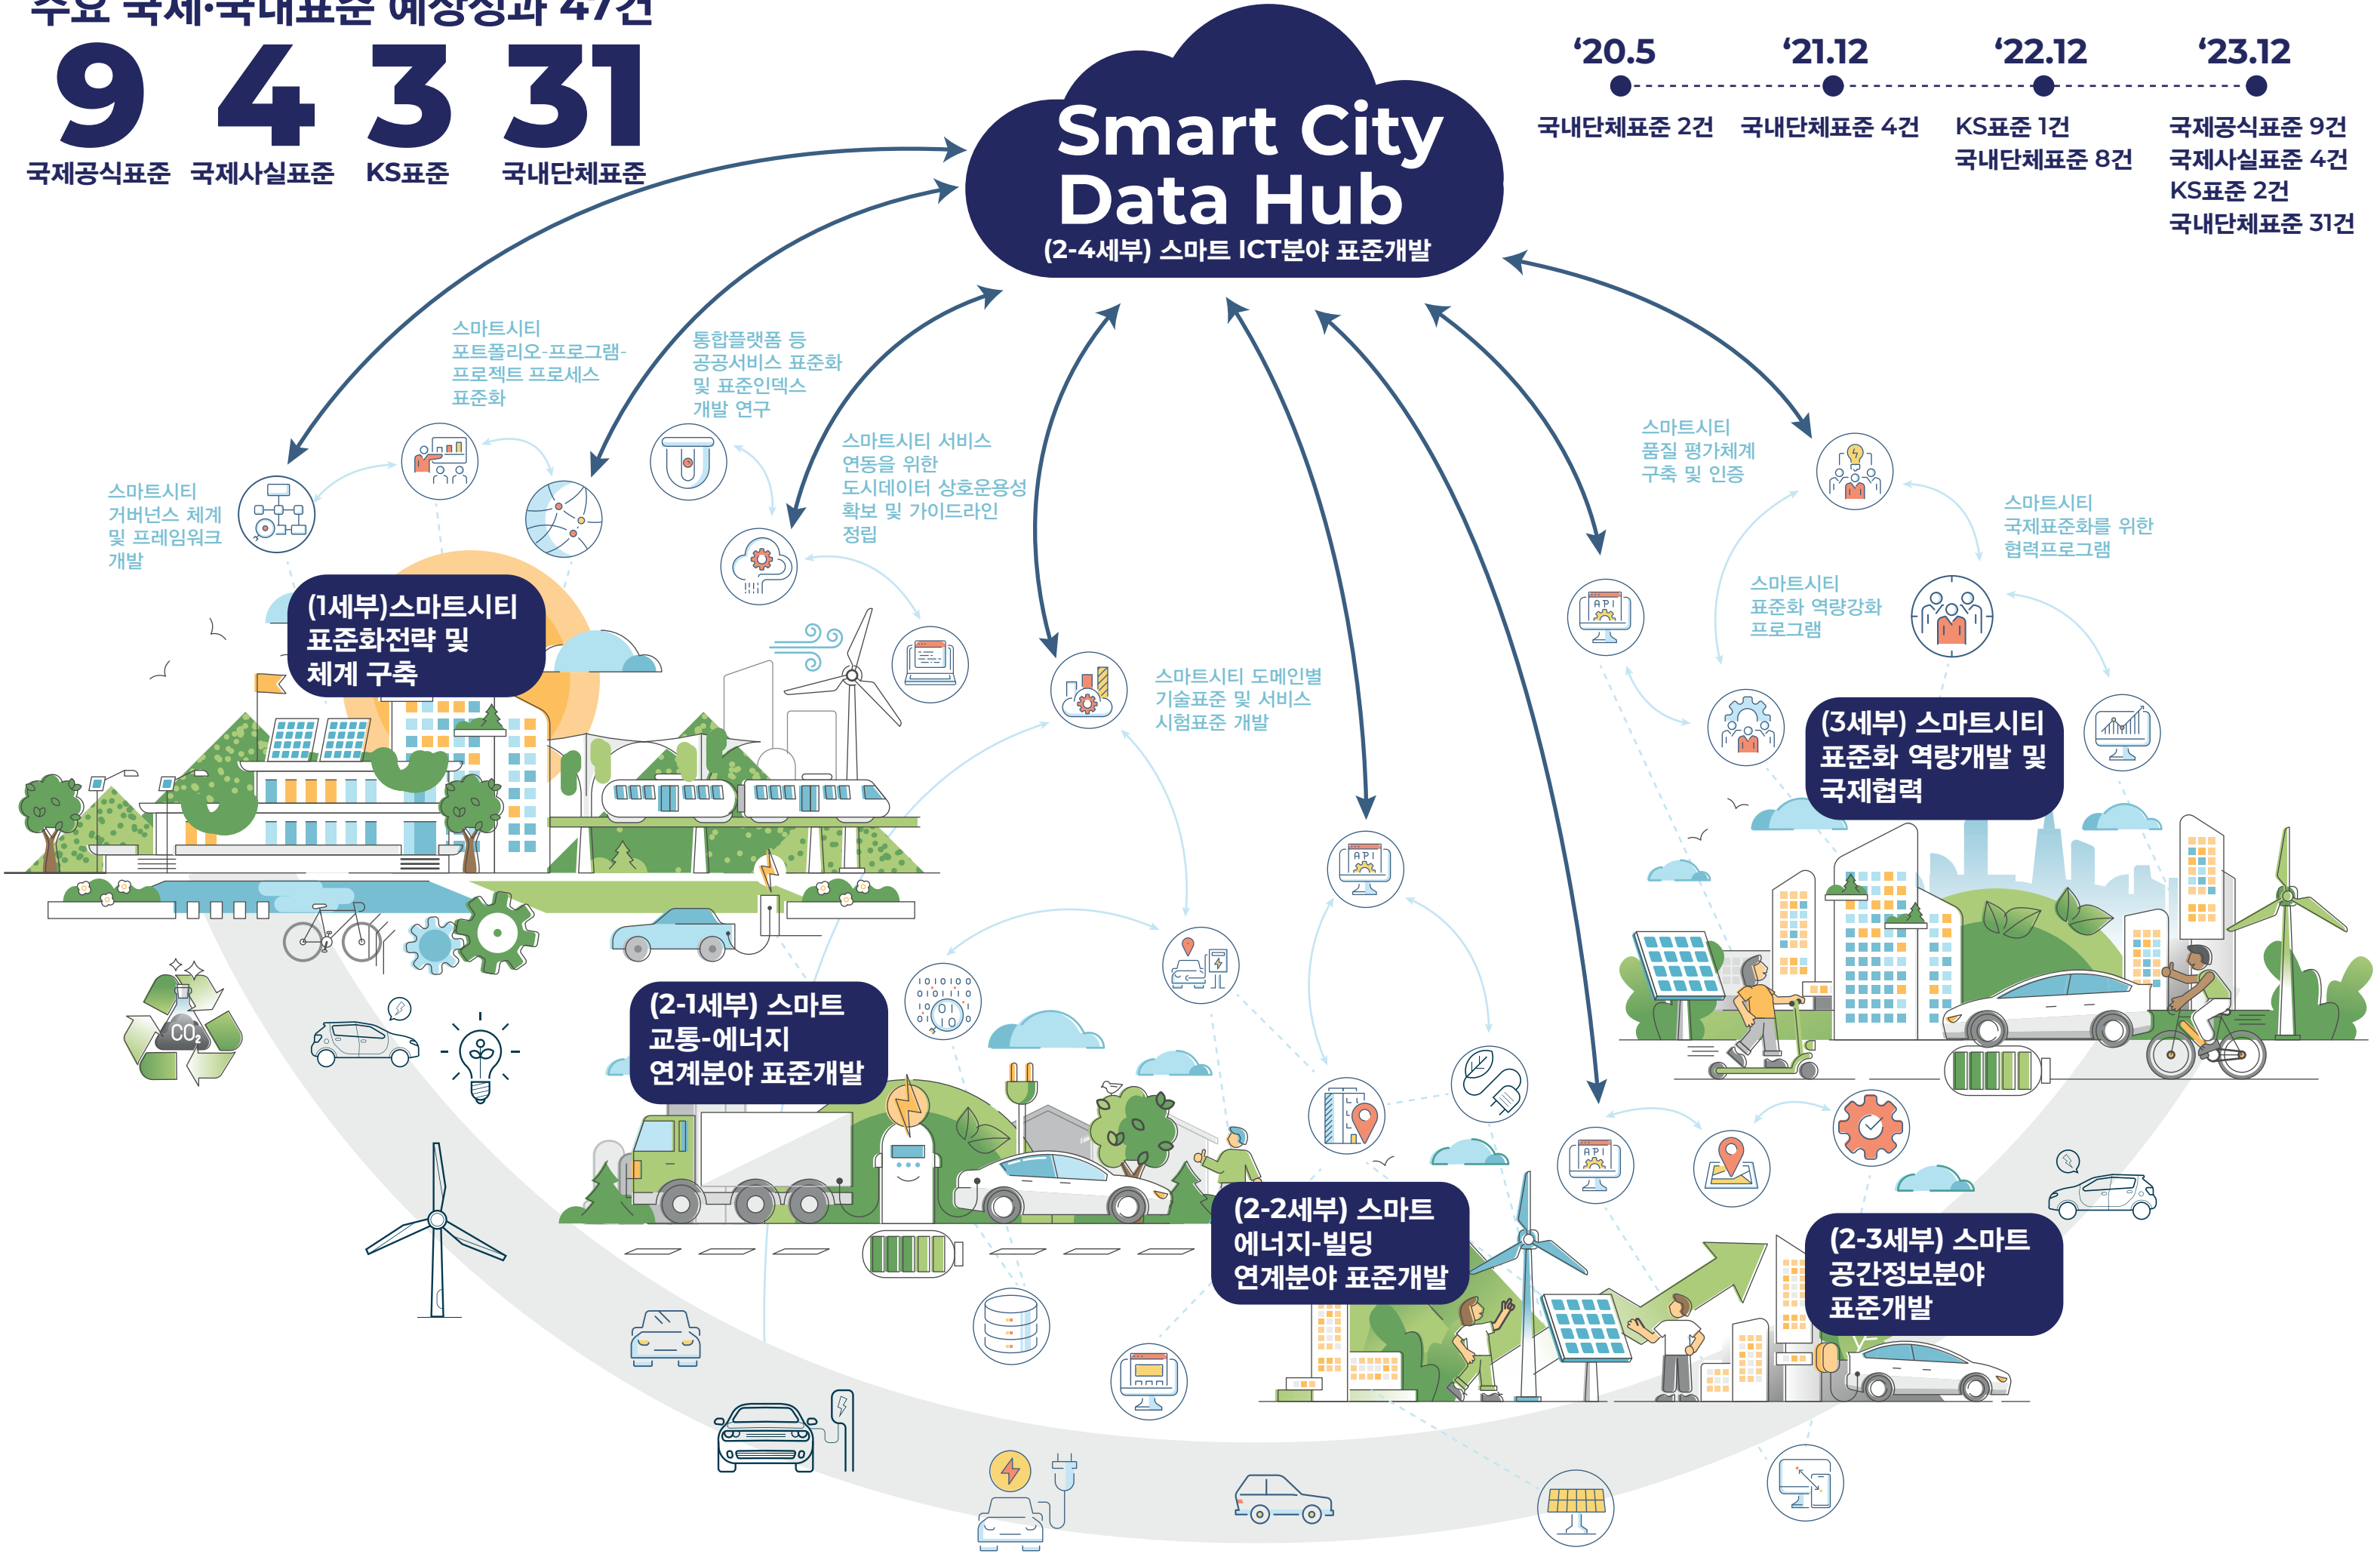 주요 국제·국내표준 예상성과 47건
9 4 3 31
국제공식표준 국제사실표준 KS표준 국내단체표준
Smart City
Data Hub
(2-4세부) 스마트 ICT분야 표준개발
‘20.5 ‘21.12 ‘22.12 ‘23.12
국내단체표준 2건
국내단체표준 4건
KS표준 1건
국내단체표준 8건
국제공식표준 9건
국제사실표준 4건
KS표준 2건
국내단체표준 31건
스마트시티
거버넌스 체계
및 프레임워크
개발
스마트시티
포트폴리오-프로그램-
프로젝트 프로세스
표준화
통합플랫폼 등
공공서비스 표준화
및 표준인덱스
개발 연구
스마트시티 서비스
연동을 위한
도시데이터 상호운용성
확보 및 가이드라인
정립
스마트시티 도메인별
기술표준 및 서비스
시험표준 개발
스마트시티
품질 평가체계
구축 및 인증
스마트시티
국제표준화를 위한
협력프로그램
스마트시티
표준화 역량강화
프로그램
(1세부)스마트시티
표준화전략 및
체계 구축
(3세부) 스마트시티
표준화 역량개발 및
국제협력
(2-1세부) 스마트
교통-에너지
연계분야 표준개발
(2-2세부) 스마트
에너지-빌딩
연계분야 표준개발
(2-3세부) 스마트
공간정보분야
표준개발
API
API
API
CO₂